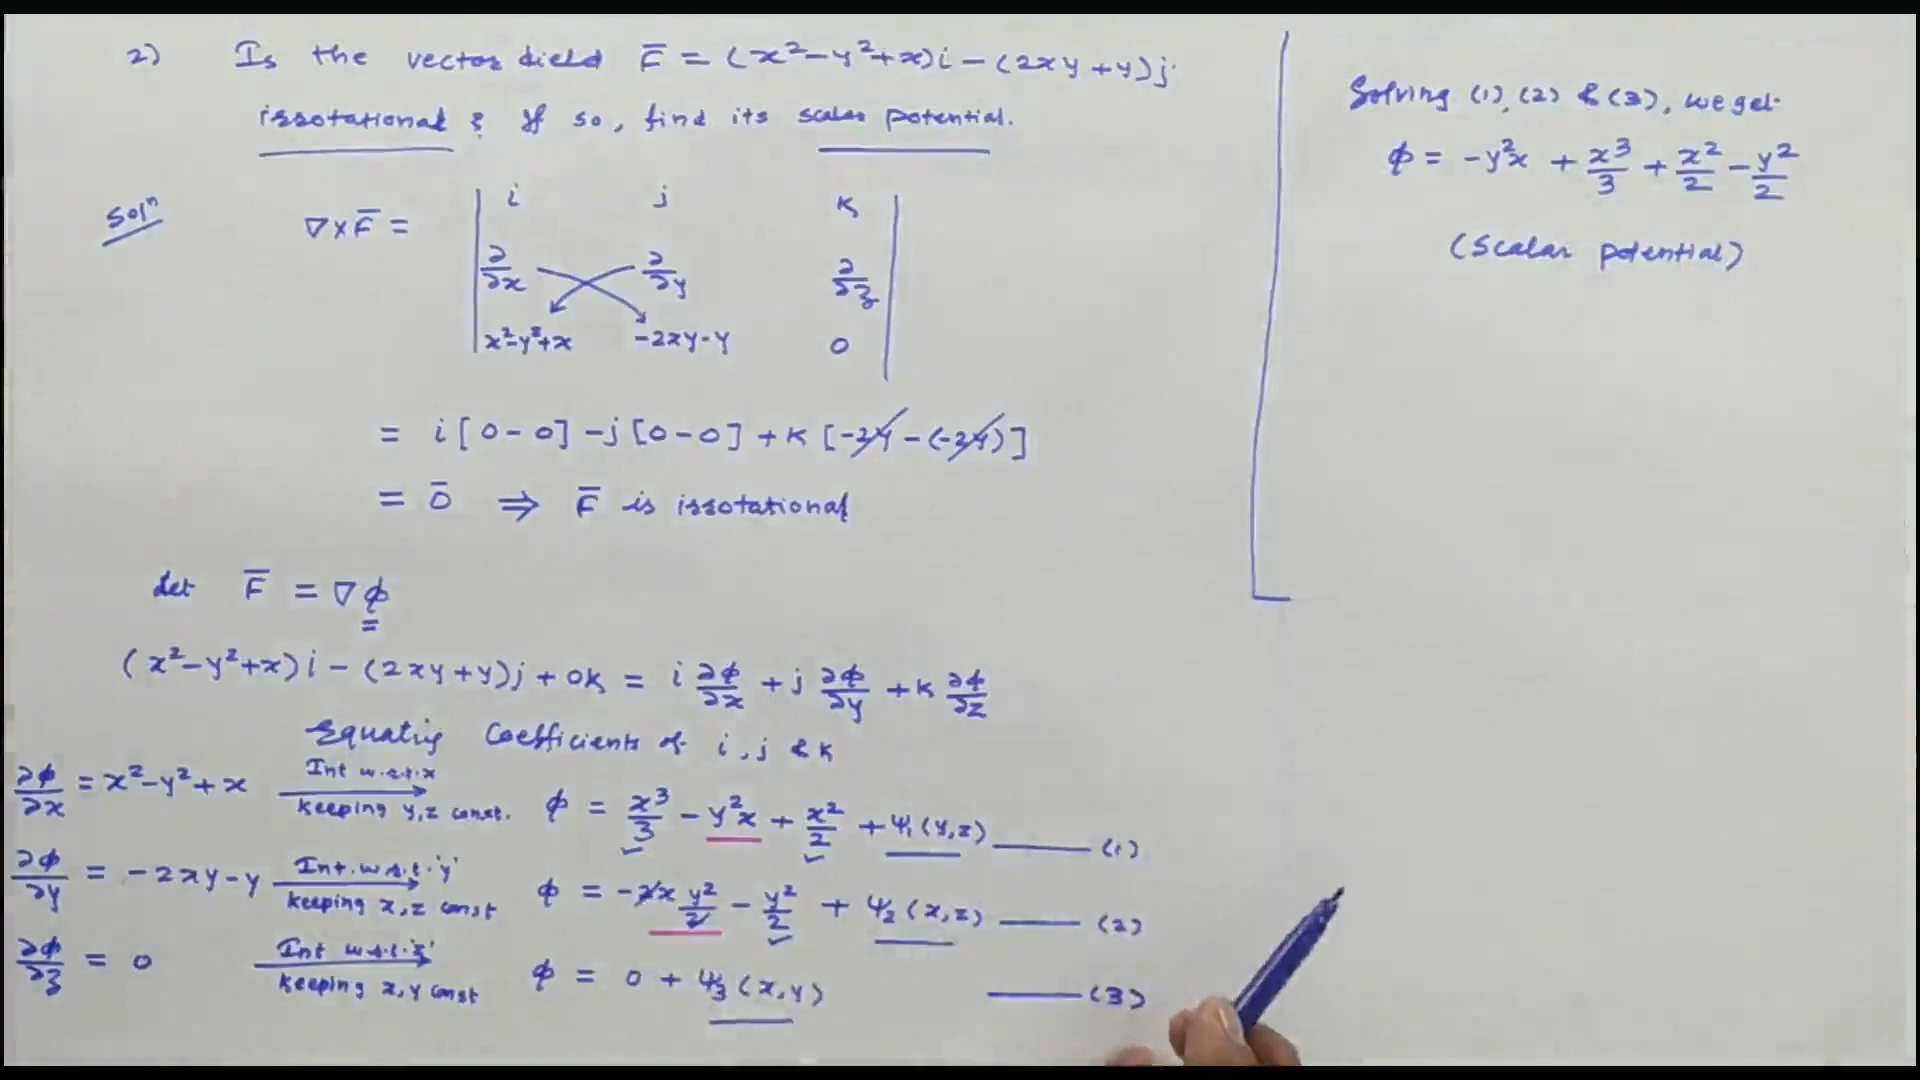 2) Is the vector field F̅ = (x²-y²+x)i - (2xy+y)j
irrotational? If so, find its scalar potential.
Solⁿ ∇×F̅ = | i j k |
| ∂/∂x ∂/∂y ∂/∂z |
| x²-y²+x -2xy-y 0 |
= i[0-0] -j[0-0] + k[-2y-(-2y)]
= 0̅ ⇒ F̅ is irrotational
Let F̅ = ∇ϕ
(x²-y²+x)i - (2xy+y)j + 0k = i ∂ϕ/∂x + j ∂ϕ/∂y + k ∂ϕ/∂z
Equatig Coefficients of i, j & k
∂ϕ/∂x = x²-y²+x Int w.r.t.x keeping y,z const. ϕ = x³/3 - y²x + x²/2 + ψ₁(y,z) —— (1)
∂ϕ/∂y = -2xy-y Int. w.r.t. 'y' keeping x,z const ϕ = -2x y²/2 - y²/2 + ψ₂(x,z) —— (2)
∂ϕ/∂z = 0 Int w.r.t. 'z' keeping x,y const ϕ = 0 + ψ₃(x,y) —— (3)
Solving (1), (2) & (3), we get
ϕ = -y²x + x³/3 + x²/2 - y²/2
(Scalar potential)